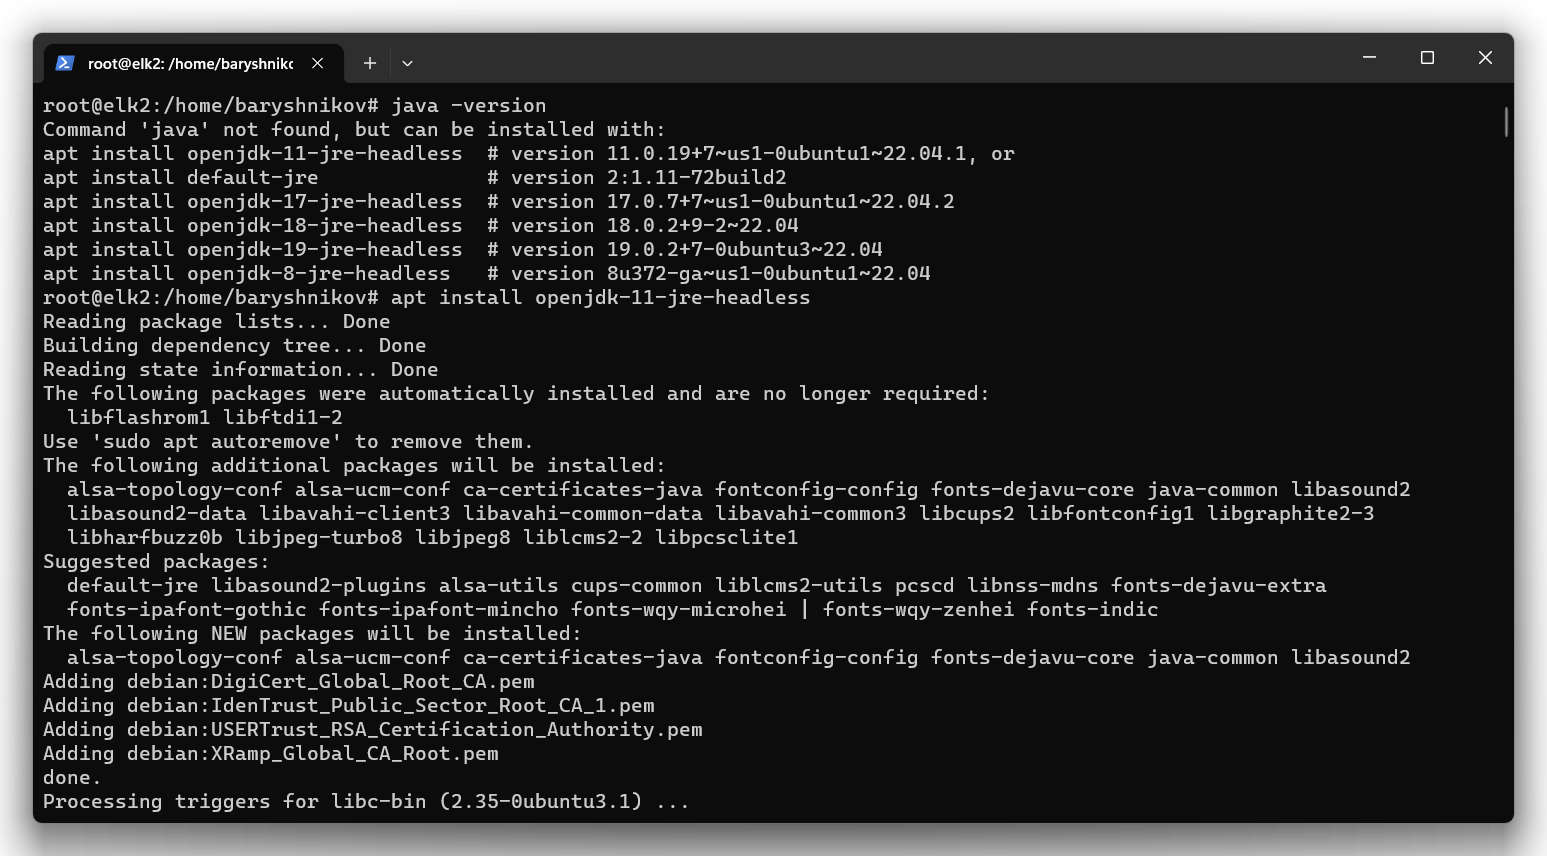 root@elk2: /home/baryshnikc
root@elk2:/home/baryshnikov# java -version
Command 'java' not found, but can be installed with:
apt install openjdk-11-jre-headless  # version 11.0.19+7~us1-0ubuntu1~22.04.1, or
apt install default-jre              # version 2:1.11-72build2
apt install openjdk-17-jre-headless  # version 17.0.7+7~us1-0ubuntu1~22.04.2
apt install openjdk-18-jre-headless  # version 18.0.2+9-2~22.04
apt install openjdk-19-jre-headless  # version 19.0.2+7-0ubuntu3~22.04
apt install openjdk-8-jre-headless   # version 8u372-ga~us1-0ubuntu1~22.04
root@elk2:/home/baryshnikov# apt install openjdk-11-jre-headless
Reading package lists... Done
Building dependency tree... Done
Reading state information... Done
The following packages were automatically installed and are no longer required:
  libflashrom1 libftdi1-2
Use 'sudo apt autoremove' to remove them.
The following additional packages will be installed:
  alsa-topology-conf alsa-ucm-conf ca-certificates-java fontconfig-config fonts-dejavu-core java-common libasound2
  libasound2-data libavahi-client3 libavahi-common-data libavahi-common3 libcups2 libfontconfig1 libgraphite2-3
  libharfbuzz0b libjpeg-turbo8 libjpeg8 liblcms2-2 libpcsclite1
Suggested packages:
  default-jre libasound2-plugins alsa-utils cups-common liblcms2-utils pcscd libnss-mdns fonts-dejavu-extra
  fonts-ipafont-gothic fonts-ipafont-mincho fonts-wqy-microhei | fonts-wqy-zenhei fonts-indic
The following NEW packages will be installed:
  alsa-topology-conf alsa-ucm-conf ca-certificates-java fontconfig-config fonts-dejavu-core java-common libasound2
Adding debian:DigiCert_Global_Root_CA.pem
Adding debian:IdenTrust_Public_Sector_Root_CA_1.pem
Adding debian:USERTrust_RSA_Certification_Authority.pem
Adding debian:XRamp_Global_CA_Root.pem
done.
Processing triggers for libc-bin (2.35-0ubuntu3.1) ...